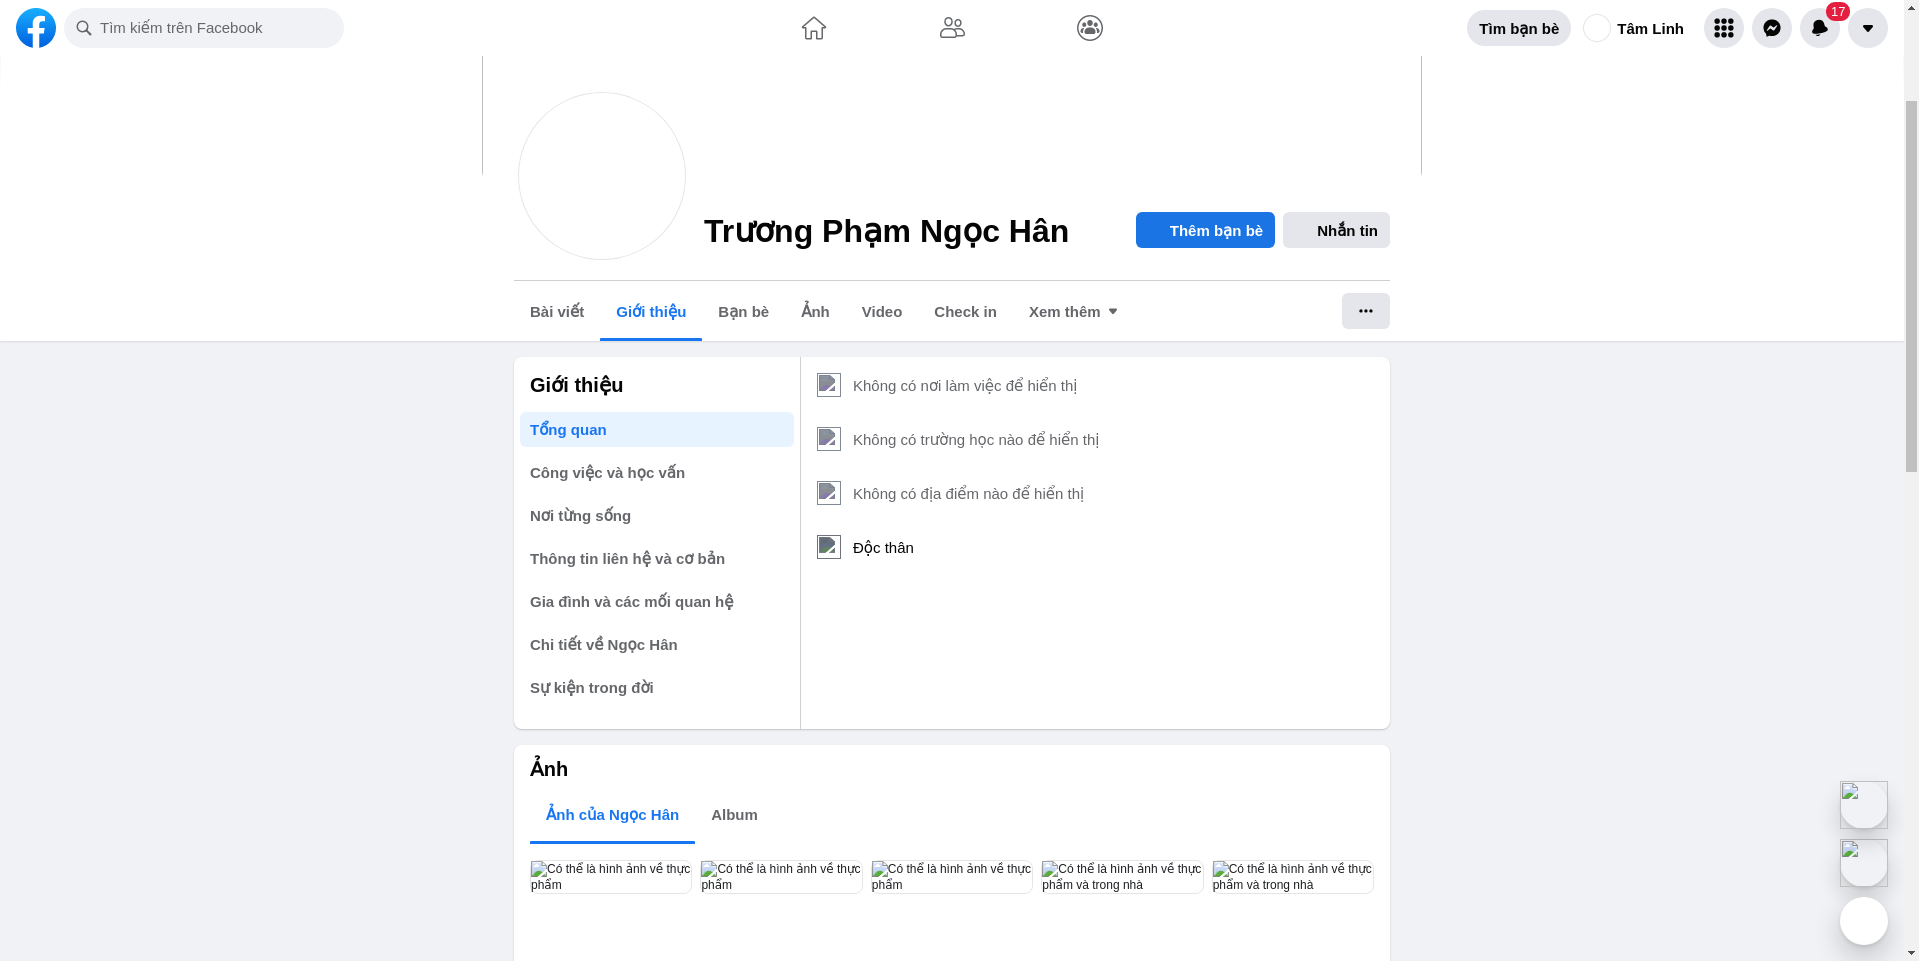 Tìm kiếm trên Facebook
Tìm bạn bè
Tâm Linh
17
Trương Phạm Ngọc Hân
Thêm bạn bè
Nhắn tin
Bài viết
Giới thiệu
Bạn bè
Ảnh
Video
Check in
Xem thêm
Giới thiệu
Tổng quan
Công việc và học vấn
Nơi từng sống
Thông tin liên hệ và cơ bản
Gia đình và các mối quan hệ
Chi tiết về Ngọc Hân
Sự kiện trong đời
Không có nơi làm việc để hiển thị
Không có trường học nào để hiển thị
Không có địa điểm nào để hiển thị
Độc thân
Ảnh
Ảnh của Ngọc Hân
Album
Có thể là hình ảnh về thực
phẩm
Có thể là hình ảnh về thực
phẩm
Có thể là hình ảnh về thực
phẩm
Có thể là hình ảnh về thực
phẩm và trong nhà
Có thể là hình ảnh về thực
phẩm và trong nhà